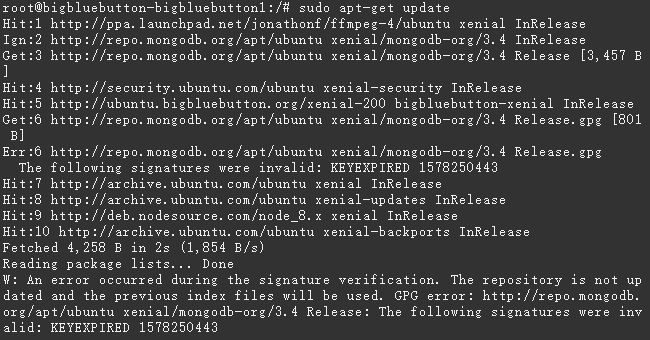 root@bigbluebutton-bigbluebutton1:/# sudo apt-get update
Hit:1 http://ppa.launchpad.net/jonathonf/ffmpeg-4/ubuntu xenial InRelease
Ign:2 http://repo.mongodb.org/apt/ubuntu xenial/mongodb-org/3.4 InRelease
Get:3 http://repo.mongodb.org/apt/ubuntu xenial/mongodb-org/3.4 Release [3,457 B
]
Hit:4 http://security.ubuntu.com/ubuntu xenial-security InRelease
Hit:5 http://ubuntu.bigbluebutton.org/xenial-200 bigbluebutton-xenial InRelease
Get:6 http://repo.mongodb.org/apt/ubuntu xenial/mongodb-org/3.4 Release.gpg [801
 B]
Err:6 http://repo.mongodb.org/apt/ubuntu xenial/mongodb-org/3.4 Release.gpg
  The following signatures were invalid: KEYEXPIRED 1578250443
Hit:7 http://archive.ubuntu.com/ubuntu xenial InRelease
Hit:8 http://archive.ubuntu.com/ubuntu xenial-updates InRelease
Hit:9 http://deb.nodesource.com/node_8.x xenial InRelease
Hit:10 http://archive.ubuntu.com/ubuntu xenial-backports InRelease
Fetched 4,258 B in 2s (1,854 B/s)
Reading package lists... Done
W: An error occurred during the signature verification. The repository is not up
dated and the previous index files will be used. GPG error: http://repo.mongodb.
org/apt/ubuntu xenial/mongodb-org/3.4 Release: The following signatures were inv
alid: KEYEXPIRED 1578250443